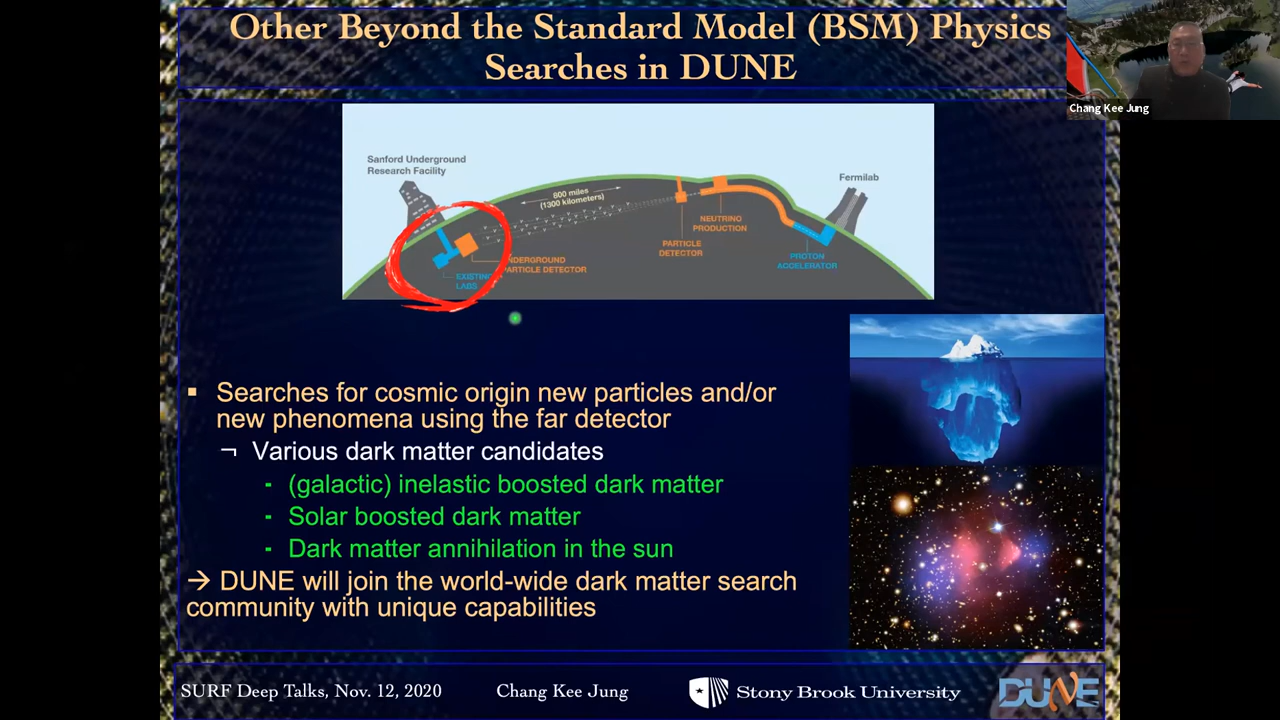 Other Beyond the Standard Model (BSM) Physics
Searches in DUNE
Chang Kee Jung
Sanford Underground
Research Facility
800 miles
(1300 kilometers)
Fermilab
NEUTRINO
PRODUCTION
PARTICLE
DETECTOR
PROTON
ACCELERATOR
UNDERGROUND
PARTICLE DETECTOR
EXISTING
LABS
▪ Searches for cosmic origin new particles and/or
new phenomena using the far detector
¬ Various dark matter candidates
- (galactic) inelastic boosted dark matter
- Solar boosted dark matter
- Dark matter annihilation in the sun
→ DUNE will join the world-wide dark matter search
community with unique capabilities
SURF Deep Talks, Nov. 12, 2020
Chang Kee Jung
Stony Brook University
DUNE